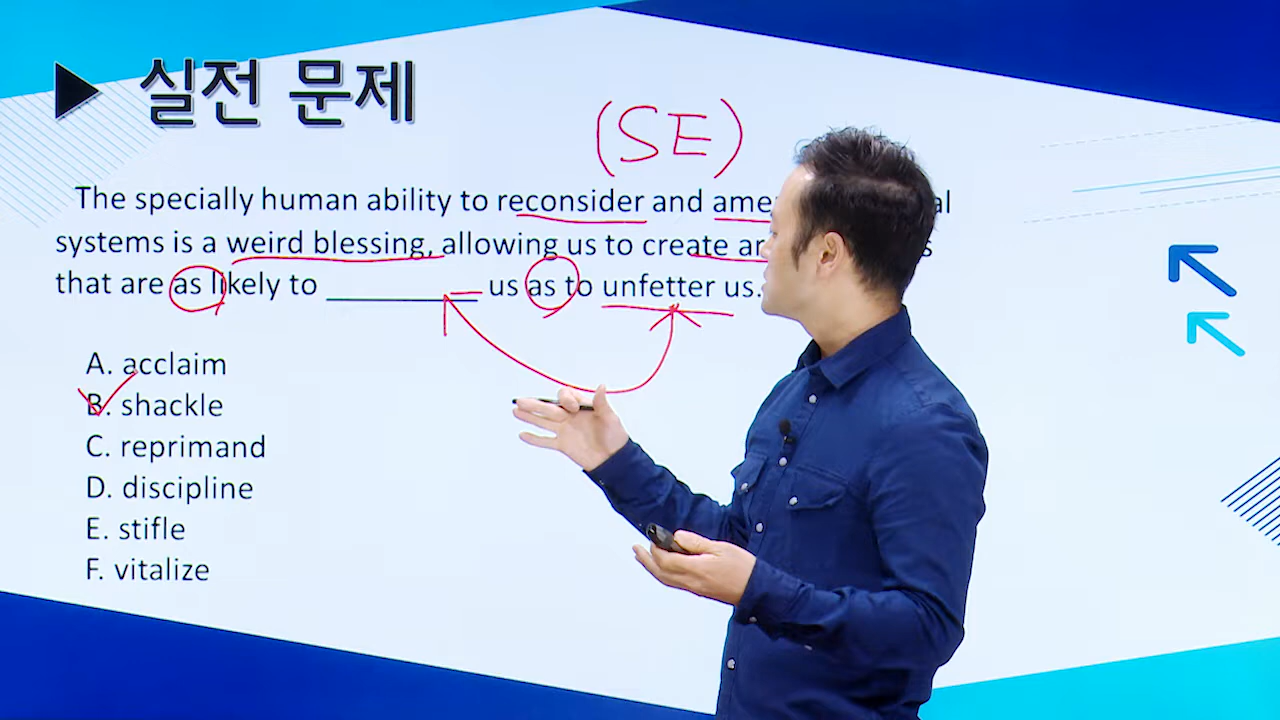 실전 문제
(SE)
The specially human ability to reconsider and
systems is a weird blessing, allowing us to create
that are as likely to ____________ us as to unfetter us.
A. acclaim
B. shackle
C. reprimand
D. discipline
E. stifle
F. vitalize